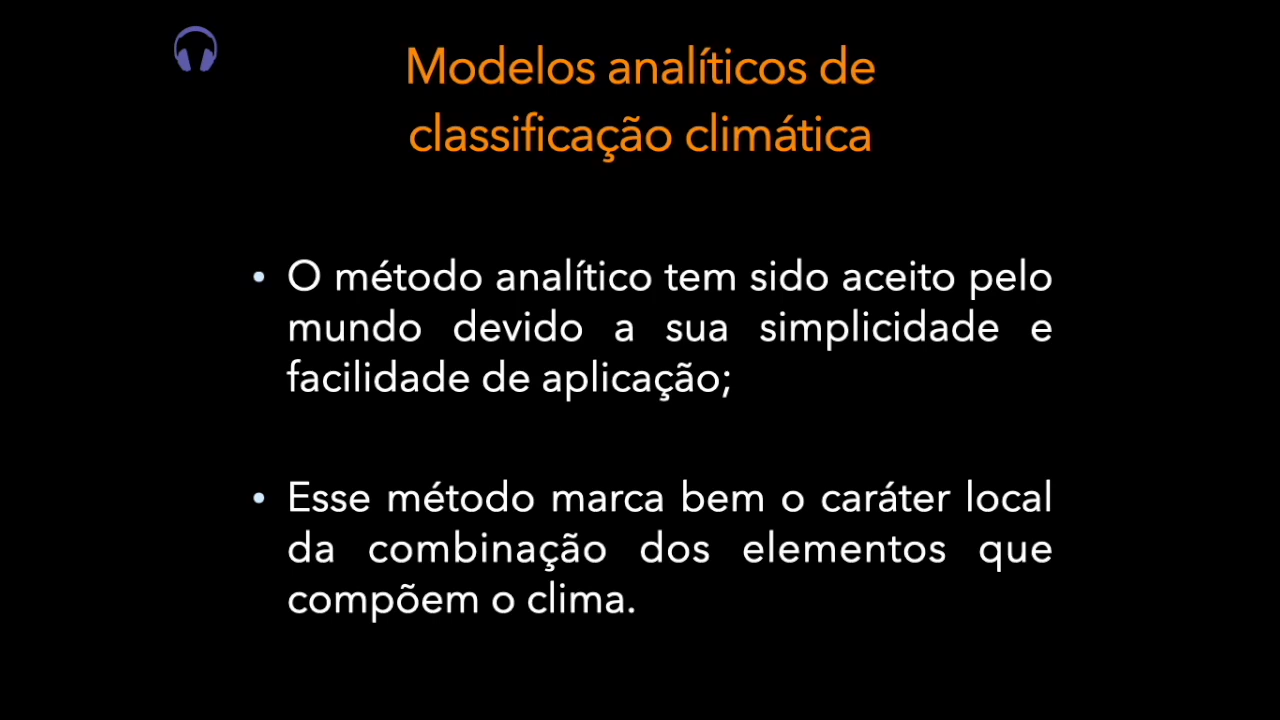 Modelos analíticos de
classificação climática
• O método analítico tem sido aceito pelo
mundo devido a sua simplicidade e
facilidade de aplicação;
• Esse método marca bem o caráter local
da combinação dos elementos que
compõem o clima.